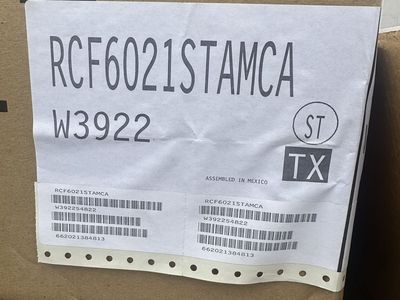 RCF6021STAMCA
W3922
ST
TX
ASSEMBLED IN MEXICO
RCF6021STAMCA
W392254822
662021384813
RCF6021STAMCA
W392254822
662021384813